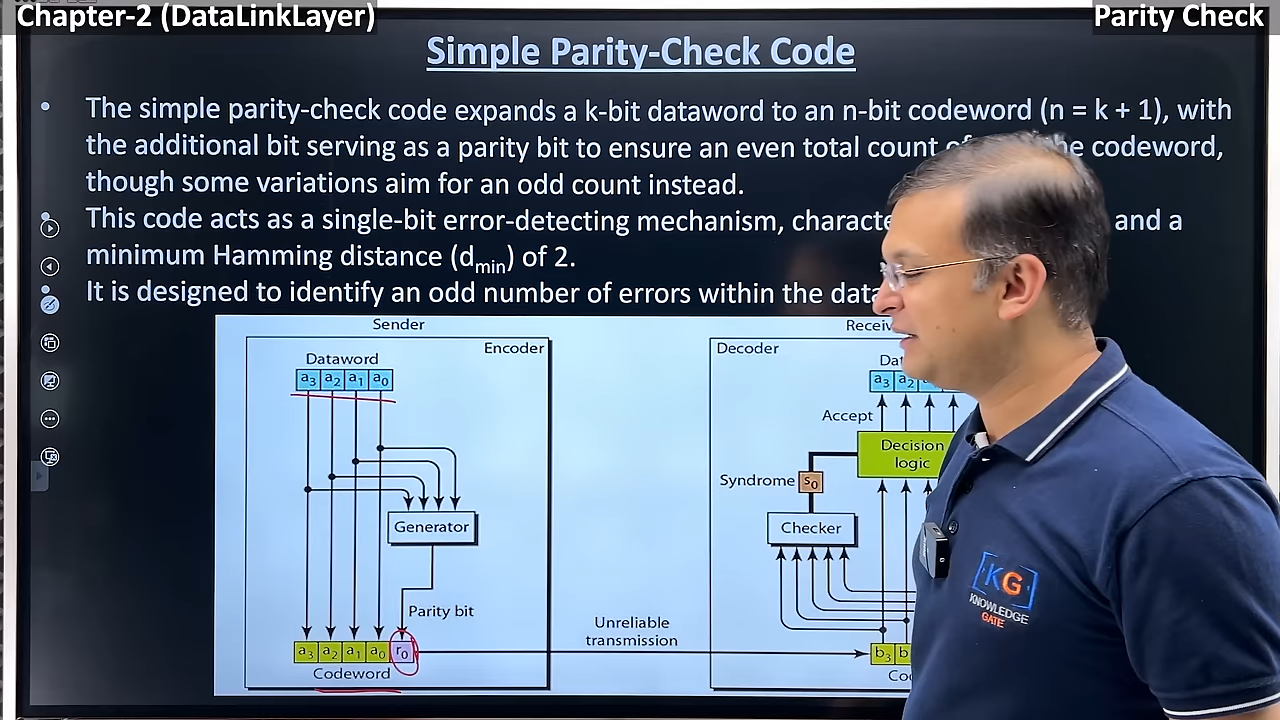 Chapter-2 (DataLinkLayer)
Parity Check
Simple Parity-Check Code
• The simple parity-check code expands a k-bit dataword to an n-bit codeword (n = k + 1), with
the additional bit serving as a parity bit to ensure an even total count codeword,
though some variations aim for an odd count instead.
• This code acts as a single-bit error-detecting mechanism, and a
minimum Hamming distance (dmin) of 2.
• It is designed to identify an odd number of errors within the
Sender
Encoder
Dataword
a3 a2 a1 a0
Generator
Parity bit
a3 a2 a1 a0 r0
Codeword
Unreliable
transmission
Decoder
a3 a2
Accept
Decision
logic
Syndrome s0
Checker
b3
KG
KNOWLEDGE
GATE